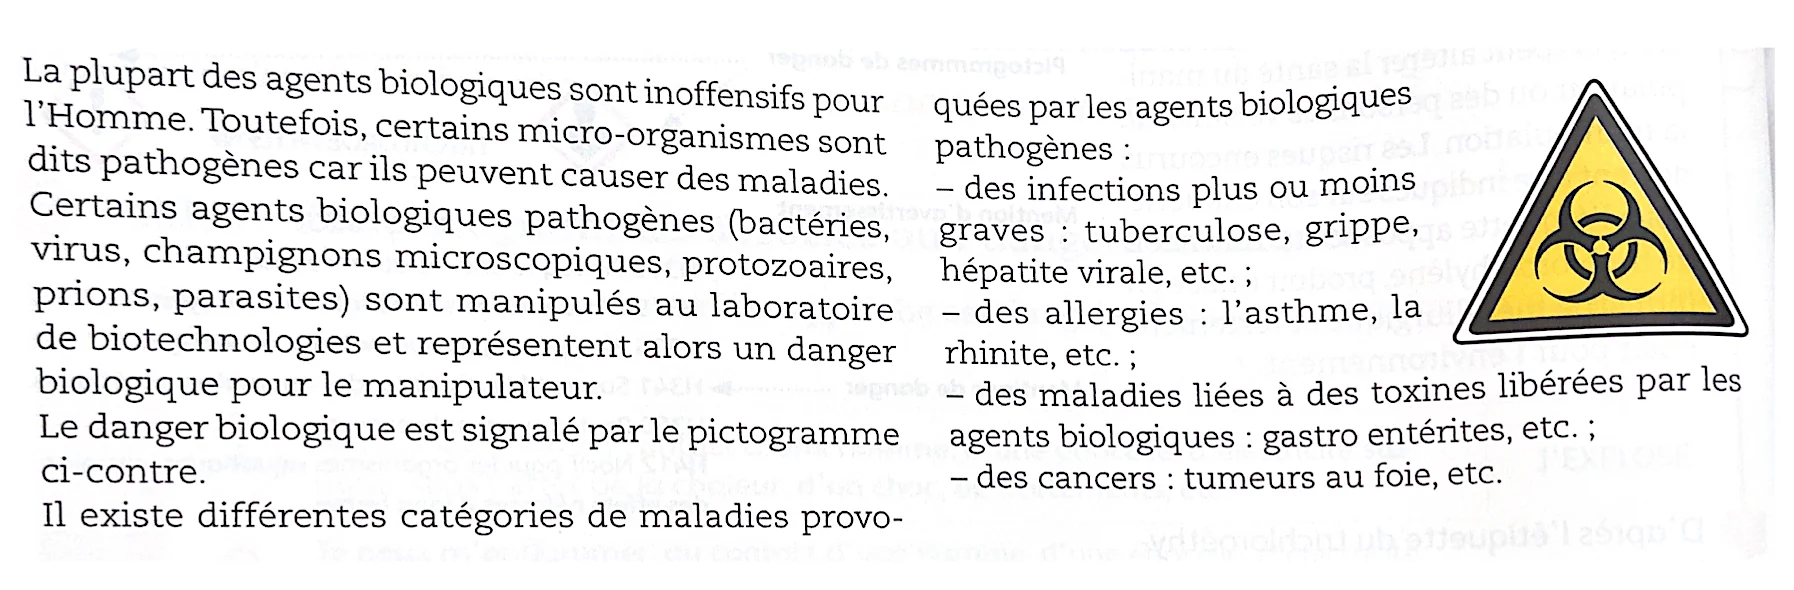 La plupart des agents biologiques sont inoffensifs pour
l'Homme. Toutefois, certains micro-organismes sont
dits pathogènes car ils peuvent causer des maladies.
Certains agents biologiques pathogènes (bactéries,
virus, champignons microscopiques, protozoaires,
prions, parasites) sont manipulés au laboratoire
de biotechnologies et représentent alors un danger
biologique pour le manipulateur.
Le danger biologique est signalé par le pictogramme
ci-contre.
Il existe différentes catégories de maladies provo-
quées par les agents biologiques
pathogènes :
– des infections plus ou moins
graves : tuberculose, grippe,
hépatite virale, etc. ;
– des allergies : l'asthme, la
rhinite, etc. ;
– des maladies liées à des toxines libérées par les
agents biologiques : gastro entérites, etc. ;
– des cancers : tumeurs au foie, etc.